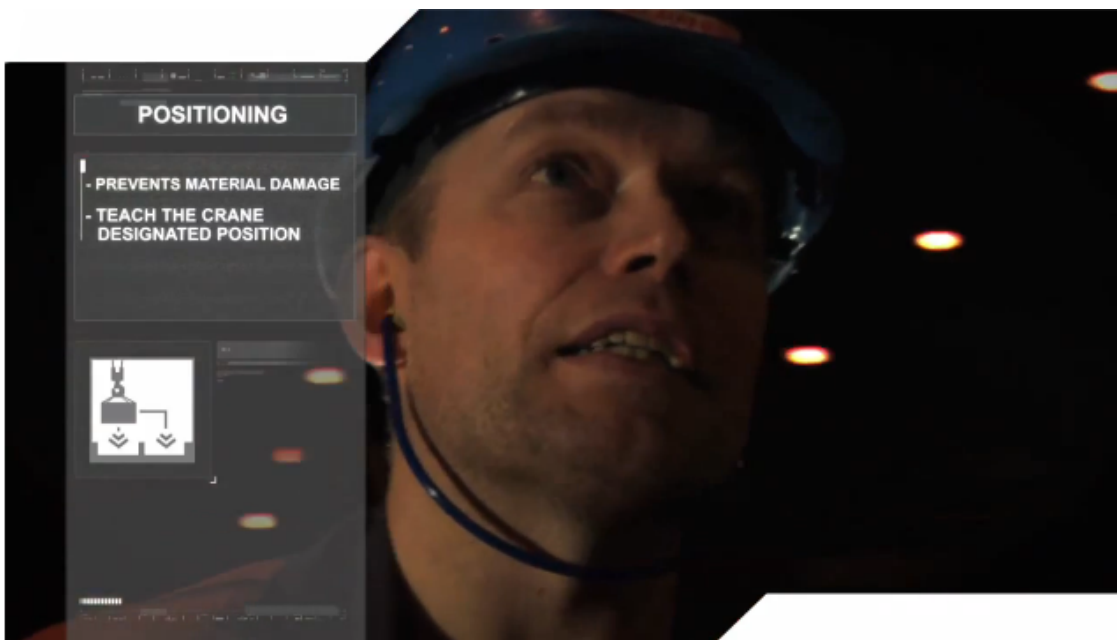 POSITIONING
- PREVENTS MATERIAL DAMAGE
- TEACH THE CRANE
DESIGNATED POSITION